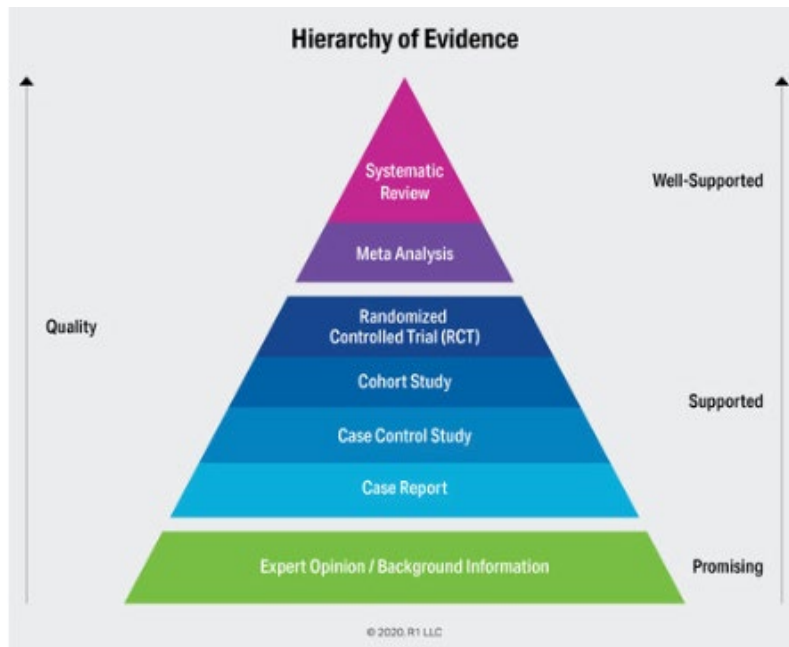 Hierarchy of Evidence
Systematic
Review
Well-Supported
Meta Analysis
Quality
Randomized
Controlled Trial (RCT)
Cohort Study
Supported
Case Control Study
Case Report
Expert Opinion / Background Information
Promising
© 2020, R1 LLC